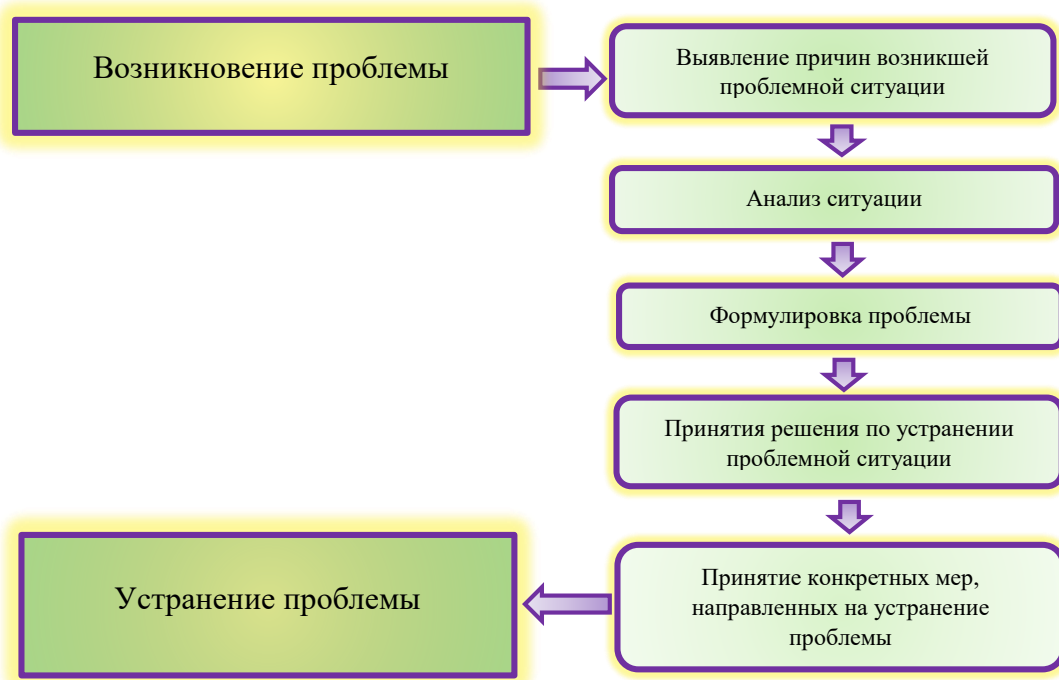 Возникновение проблемы
Выявление причин возникшей
проблемной ситуации
Анализ ситуации
Формулировка проблемы
Принятия решения по устранении
проблемной ситуации
Принятие конкретных мер,
направленных на устранение
проблемы
Устранение проблемы